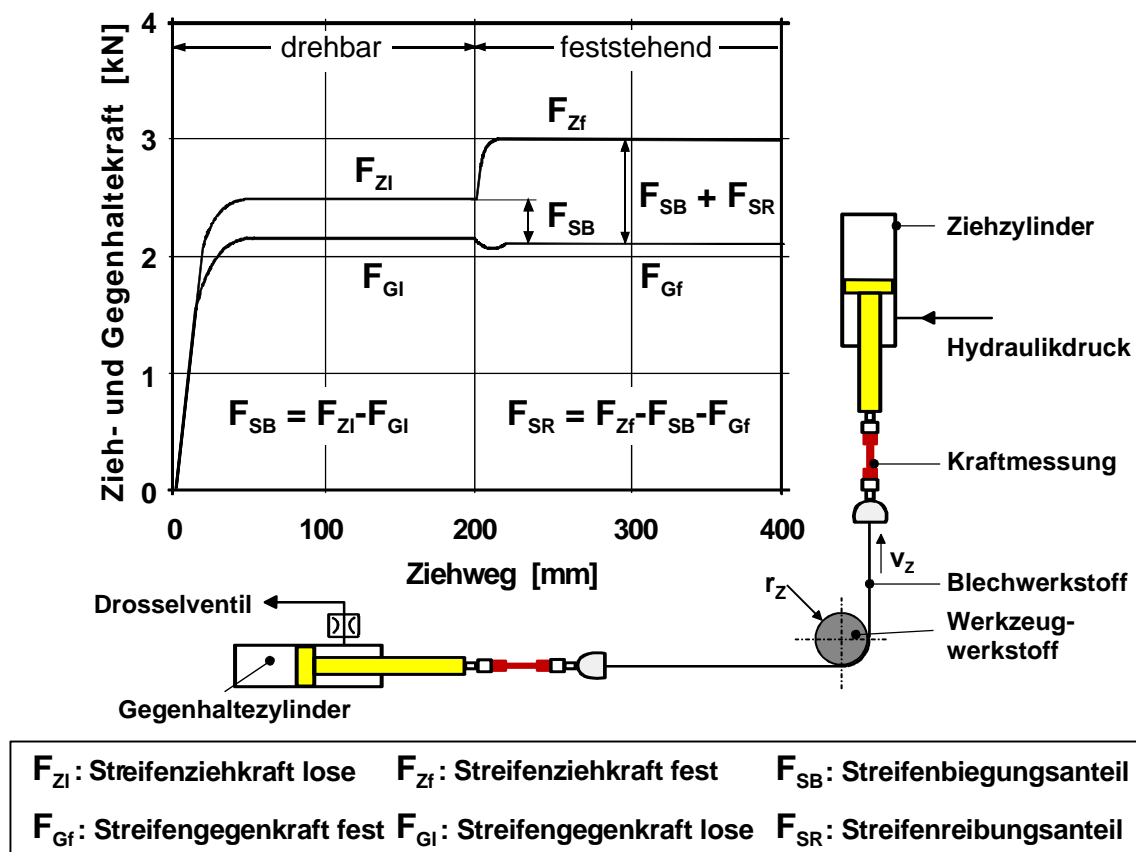 Zieh- und Gegenhaltekraft [kN]
4
3
2
1
0
drehbar
feststehend
F_Zf
F_Zl
F_SB
F_SB + F_SR
F_Gl
F_Gf
F_SB = F_Zl-F_Gl
F_SR = F_Zf-F_SB-F_Gf
0 100 200 300 400
Ziehweg [mm]
Ziehzylinder
Hydraulikdruck
Kraftmessung
v_Z
Blechwerkstoff
r_Z
Werkzeug-
werkstoff
Drosselventil
Gegenhaltezylinder
F_Zl: Streifenziehkraft lose F_Zf: Streifenziehkraft fest F_SB: Streifenbiegungsanteil
F_Gf: Streifengegenkraft fest F_Gl: Streifengegenkraft lose F_SR: Streifenreibungsanteil